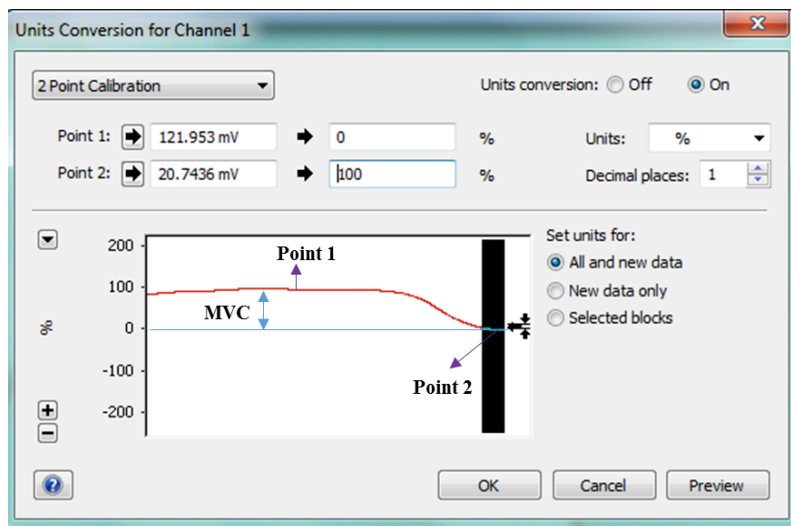 Units Conversion for Channel 1
2 Point Calibration
Units conversion: Off On
Point 1: 121.953 mV 0 % Units: %
Point 2: 20.7436 mV 100 % Decimal places: 1
200
100
0
-100
-200
%
Point 1
MVC
Point 2
Set units for:
All and new data
New data only
Selected blocks
OK Cancel Preview